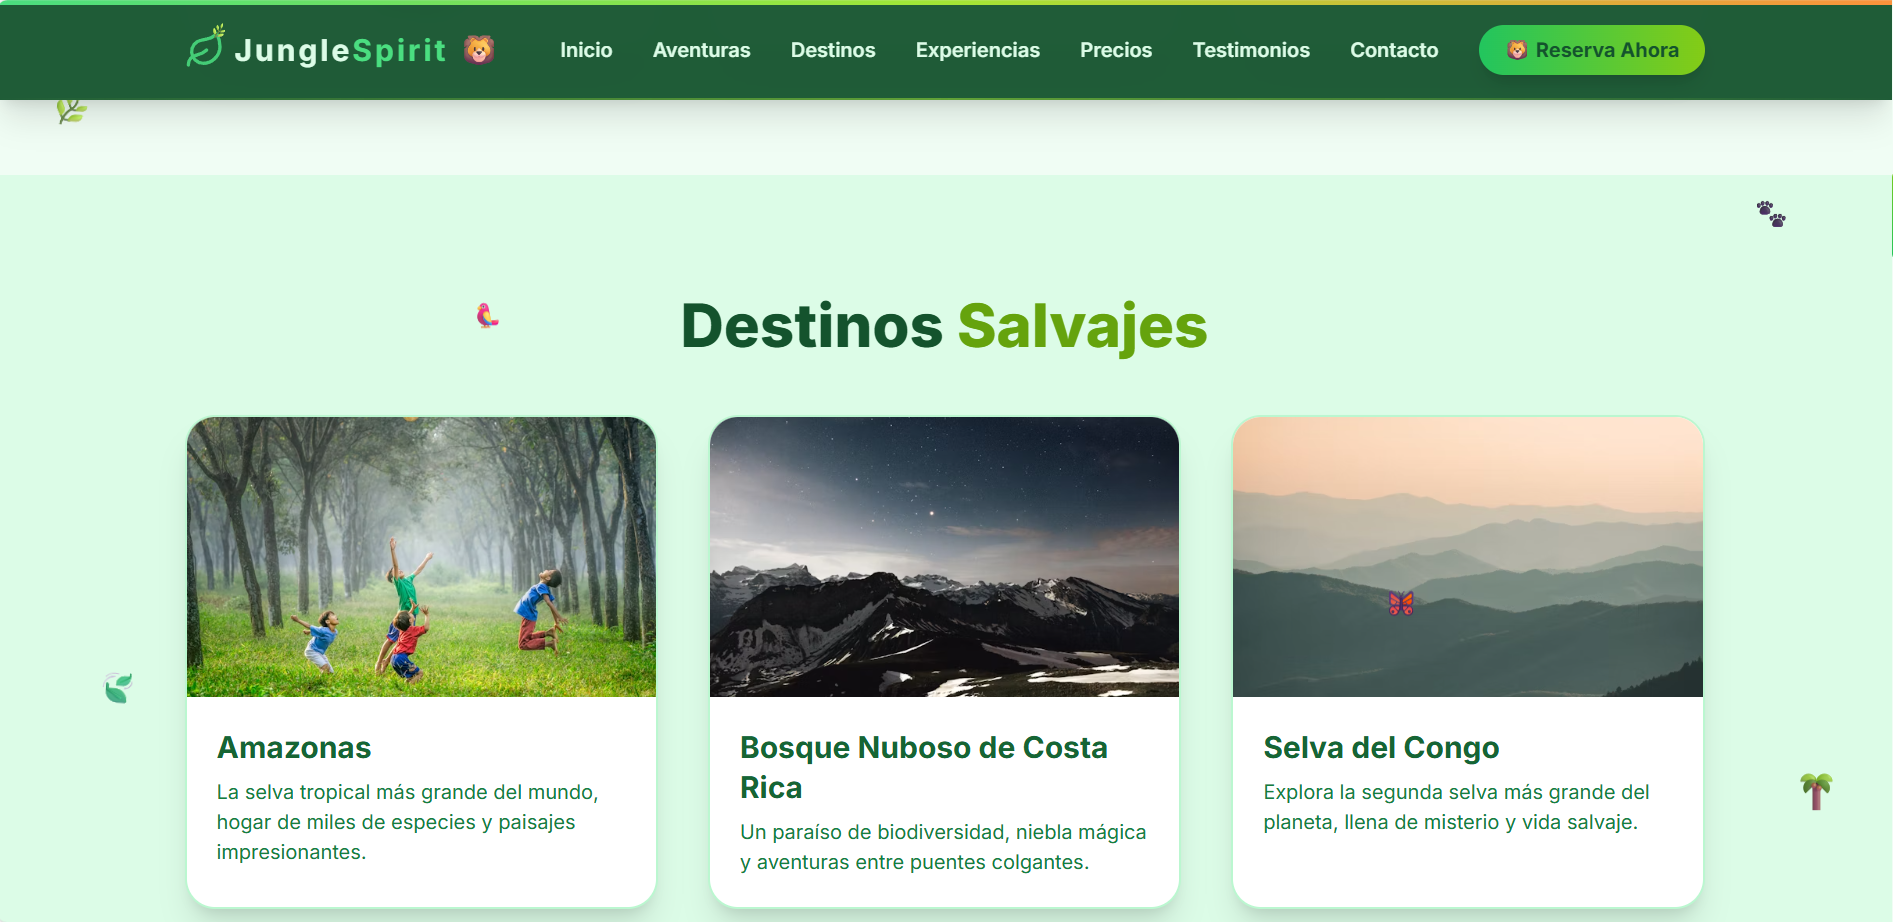 JungleSpirit 🦁
Inicio
Aventuras
Destinos
Experiencias
Precios
Testimonios
Contacto
🦁 Reserva Ahora
Destinos Salvajes
Amazonas
La selva tropical más grande del mundo,
hogar de miles de especies y paisajes
impresionantes.
Bosque Nuboso de Costa
Rica
Un paraíso de biodiversidad, niebla mágica
y aventuras entre puentes colgantes.
Selva del Congo
Explora la segunda selva más grande del
planeta, llena de misterio y vida salvaje.